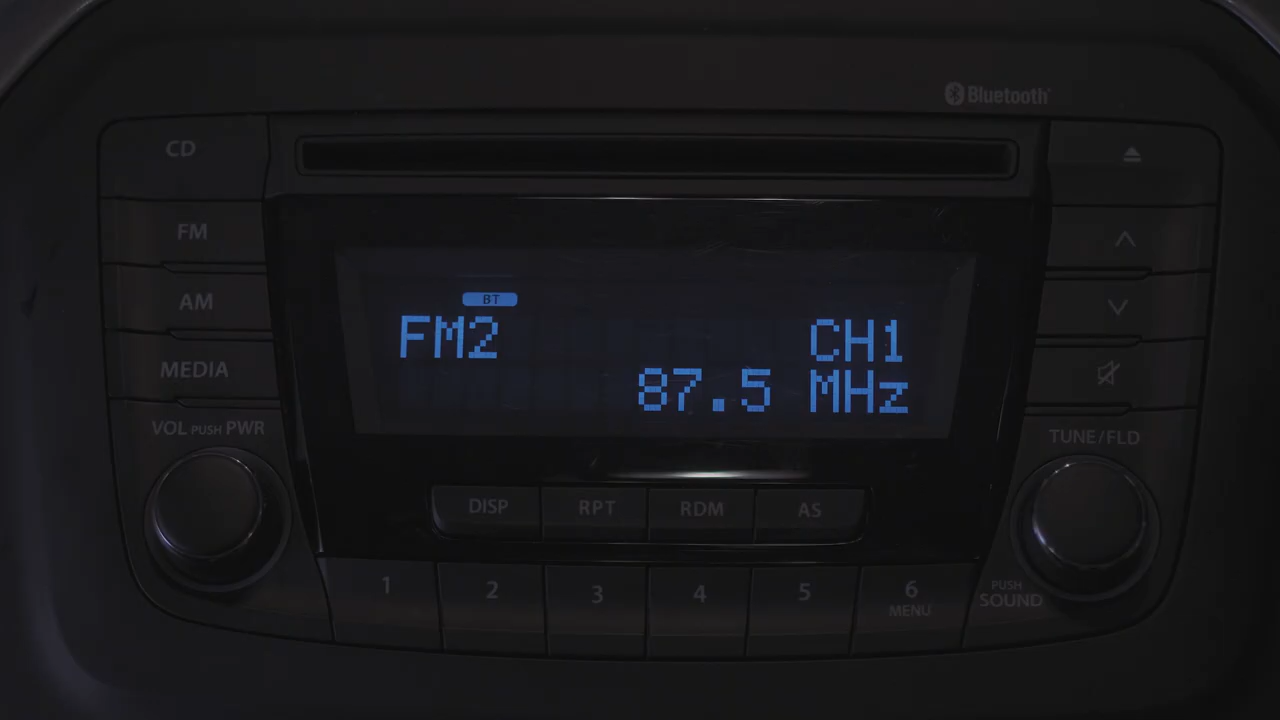 Bluetooth
CD
FM
AM
MEDIA
BT
FM2 CH1
87.5 MHz
VOL PUSH PWR
TUNE/FLD
DISP RPT RDM AS
1 2 3 4 5 6
MENU
PUSH
SOUND